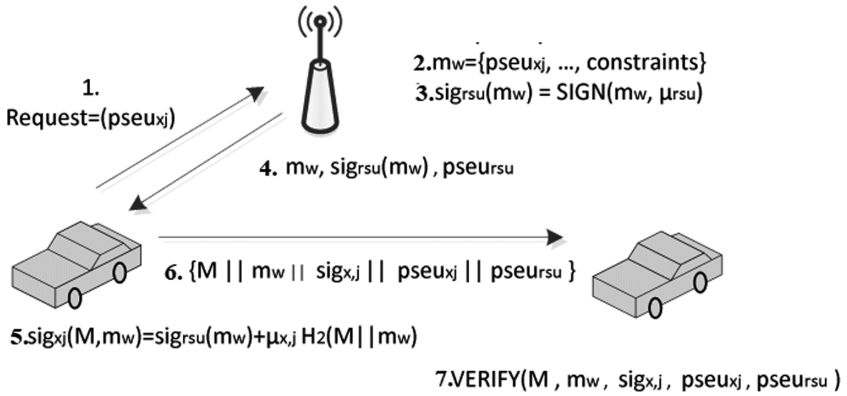 1.
Request=(pseuxj)
2.mw={pseuxj, ..., constraints}
3.sigrsu(mw) = SIGN(mw, μrsu)
4. mw, sigrsu(mw) , pseursu
6. {M || mw || sigx,j || pseuxj || pseursu }
5.sigxj(M,mw)=sigrsu(mw)+μx,j H2(M||mw)
7.VERIFY(M , mw , sigx,j , pseuxj , pseursu )